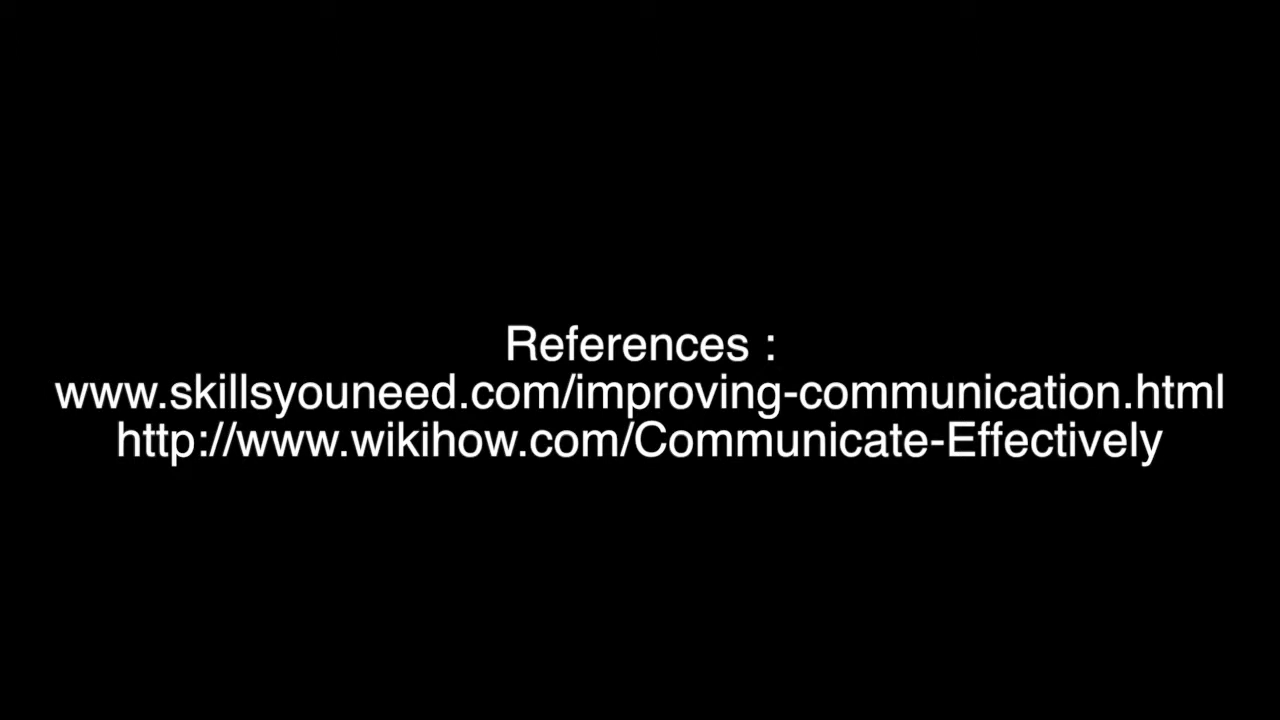 References :
www.skillsyouneed.com/improving-communication.html
http://www.wikihow.com/Communicate-Effectively